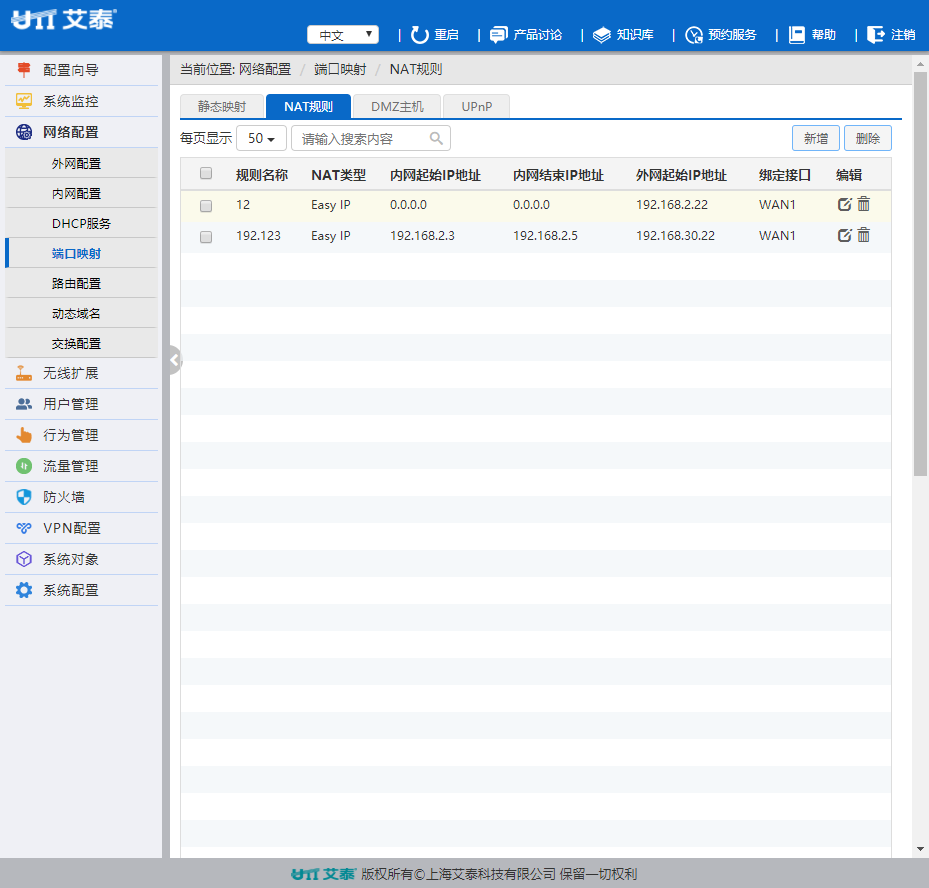 UTT 艾泰
中文 | 重启 | 产品讨论 | 知识库 | 预约服务 | 帮助 | 注销
当前位置: 网络配置 / 端口映射 / NAT规则
配置向导
系统监控
网络配置
外网配置
内网配置
DHCP服务
端口映射
路由配置
动态域名
交换配置
无线扩展
用户管理
行为管理
流量管理
防火墙
VPN配置
系统对象
系统配置
静态映射 NAT规则 DMZ主机 UPnP
每页显示 50 请输入搜索内容 新增 删除
规则名称 NAT类型 内网起始IP地址 内网结束IP地址 外网起始IP地址 绑定接口 编辑
12 Easy IP 0.0.0.0 0.0.0.0 192.168.2.22 WAN1
192.123 Easy IP 192.168.2.3 192.168.2.5 192.168.30.22 WAN1
UTT 艾泰 版权所有©上海艾泰科技有限公司 保留一切权利